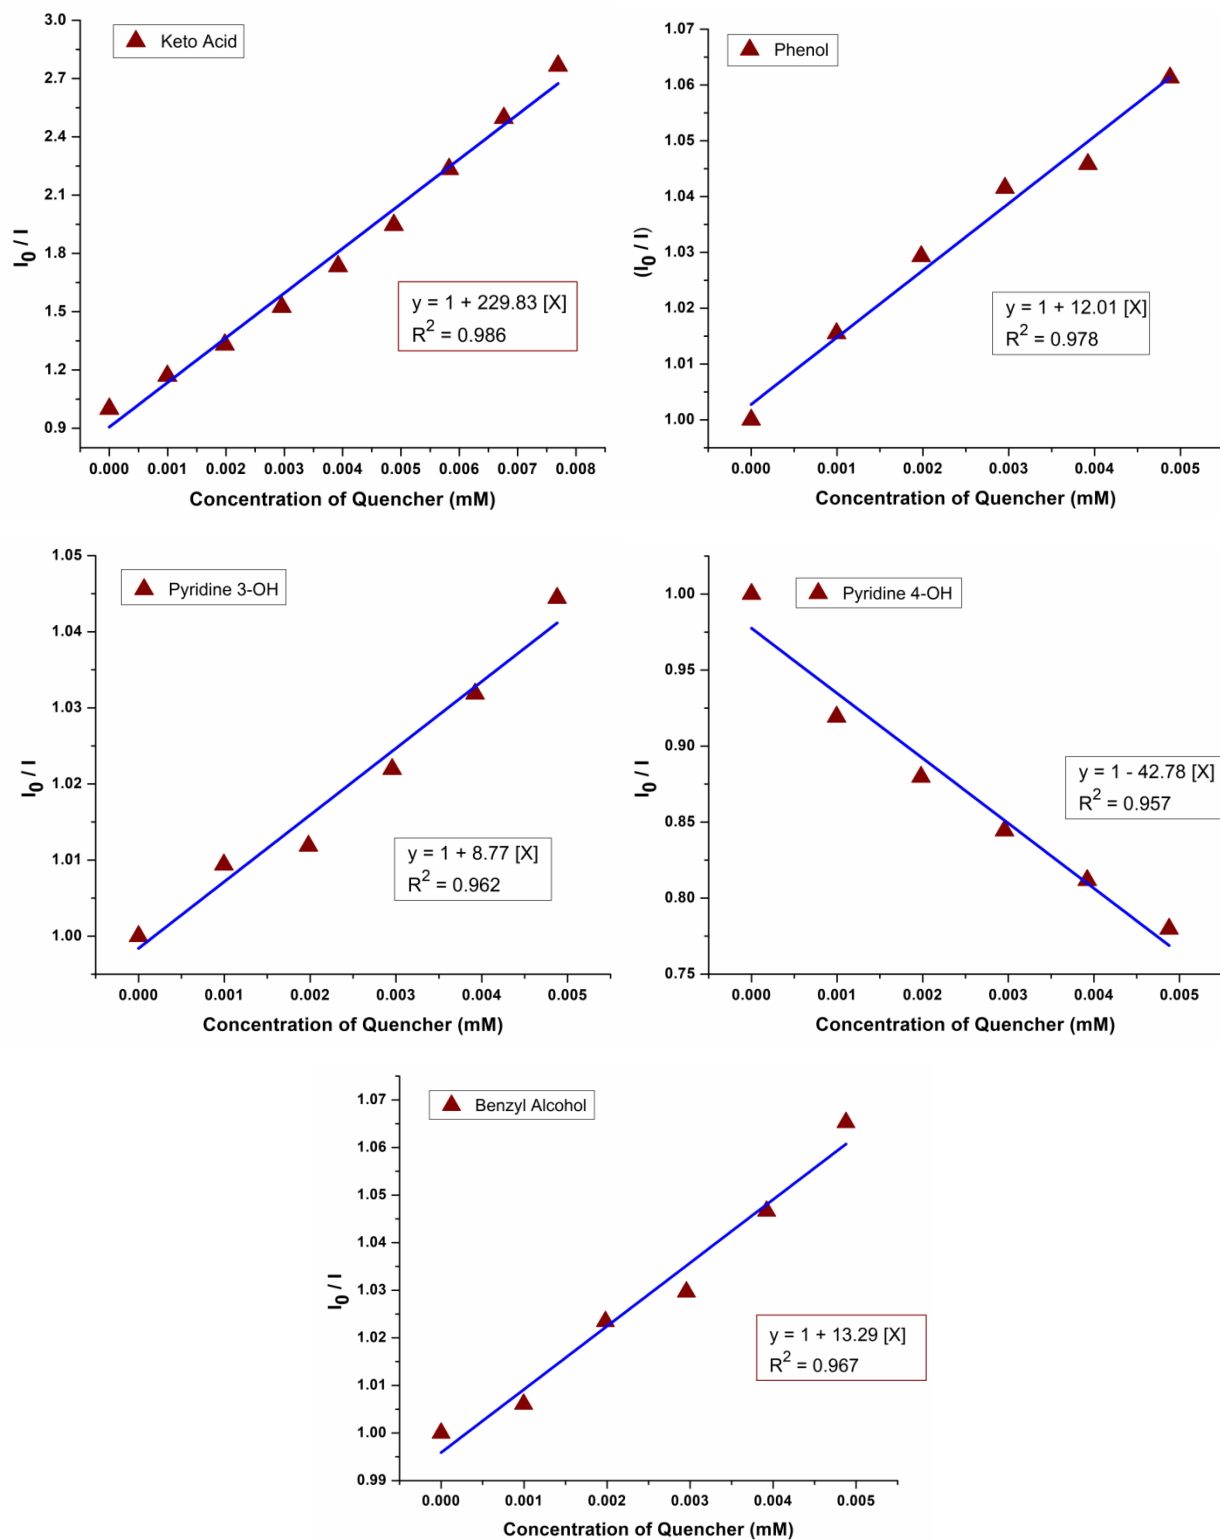 Keto Acid
3.0
2.7
2.4
2.1
1.8
1.5
1.2
0.9
I0 / I
y = 1 + 229.83 [X]
R2 = 0.986
0.000 0.001 0.002 0.003 0.004 0.005 0.006 0.007 0.008
Concentration of Quencher (mM)
Phenol
1.07
1.06
1.05
1.04
1.03
1.02
1.01
1.00
(I0 / I)
y = 1 + 12.01 [X]
R2 = 0.978
0.000 0.001 0.002 0.003 0.004 0.005
Concentration of Quencher (mM)
Pyridine 3-OH
1.05
1.04
1.03
1.02
1.01
1.00
I0 / I
y = 1 + 8.77 [X]
R2 = 0.962
0.000 0.001 0.002 0.003 0.004 0.005
Concentration of Quencher (mM)
Pyridine 4-OH
1.00
0.95
0.90
0.85
0.80
0.75
I0 / I
y = 1 - 42.78 [X]
R2 = 0.957
0.000 0.001 0.002 0.003 0.004 0.005
Concentration of Quencher (mM)
Benzyl Alcohol
1.07
1.06
1.05
1.04
1.03
1.02
1.01
1.00
0.99
I0 / I
y = 1 + 13.29 [X]
R2 = 0.967
0.000 0.001 0.002 0.003 0.004 0.005
Concentration of Quencher (mM)